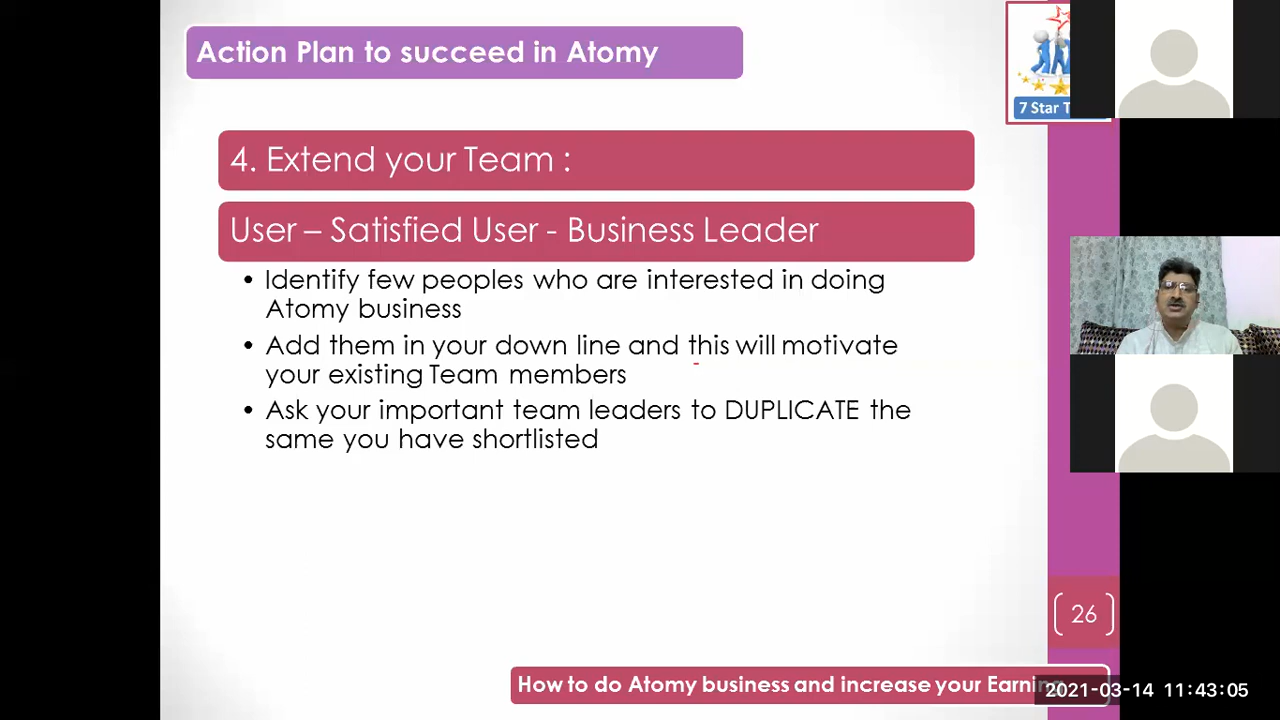 Action Plan to succeed in Atomy
7 Star T
4. Extend your Team :
User – Satisfied User - Business Leader
• Identify few peoples who are interested in doing
Atomy business
• Add them in your down line and this will motivate
your existing Team members
• Ask your important team leaders to DUPLICATE the
same you have shortlisted
26
How to do Atomy business and increase your Earning
2021-03-14 11:43:05